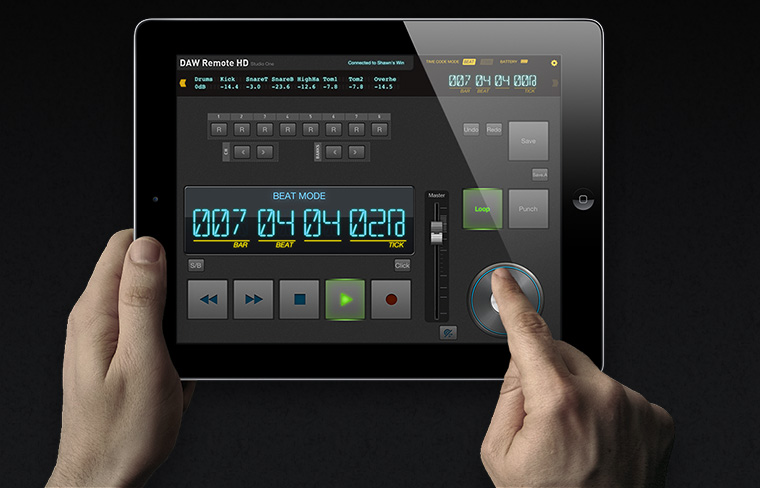 DAW Remote HD Studio One Connected to Shawn's Win TIME CODE MODE BEAT BATTERY
Drums Kick SnareT SnareB HighHa Tom1 Tom2 Overhe
0dB -14.4 -3.0 -23.6 -12.6 -7.8 -7.8 -14.5
007 04 04
BAR BEAT TICK
1 2 3 4 5 6 7 8
R R R R R R R R
CH < > BANKS < >
Undo Redo Save
Save A
BEAT MODE
007 04 04
BAR BEAT TICK
Master
Loop Punch
S/B Click